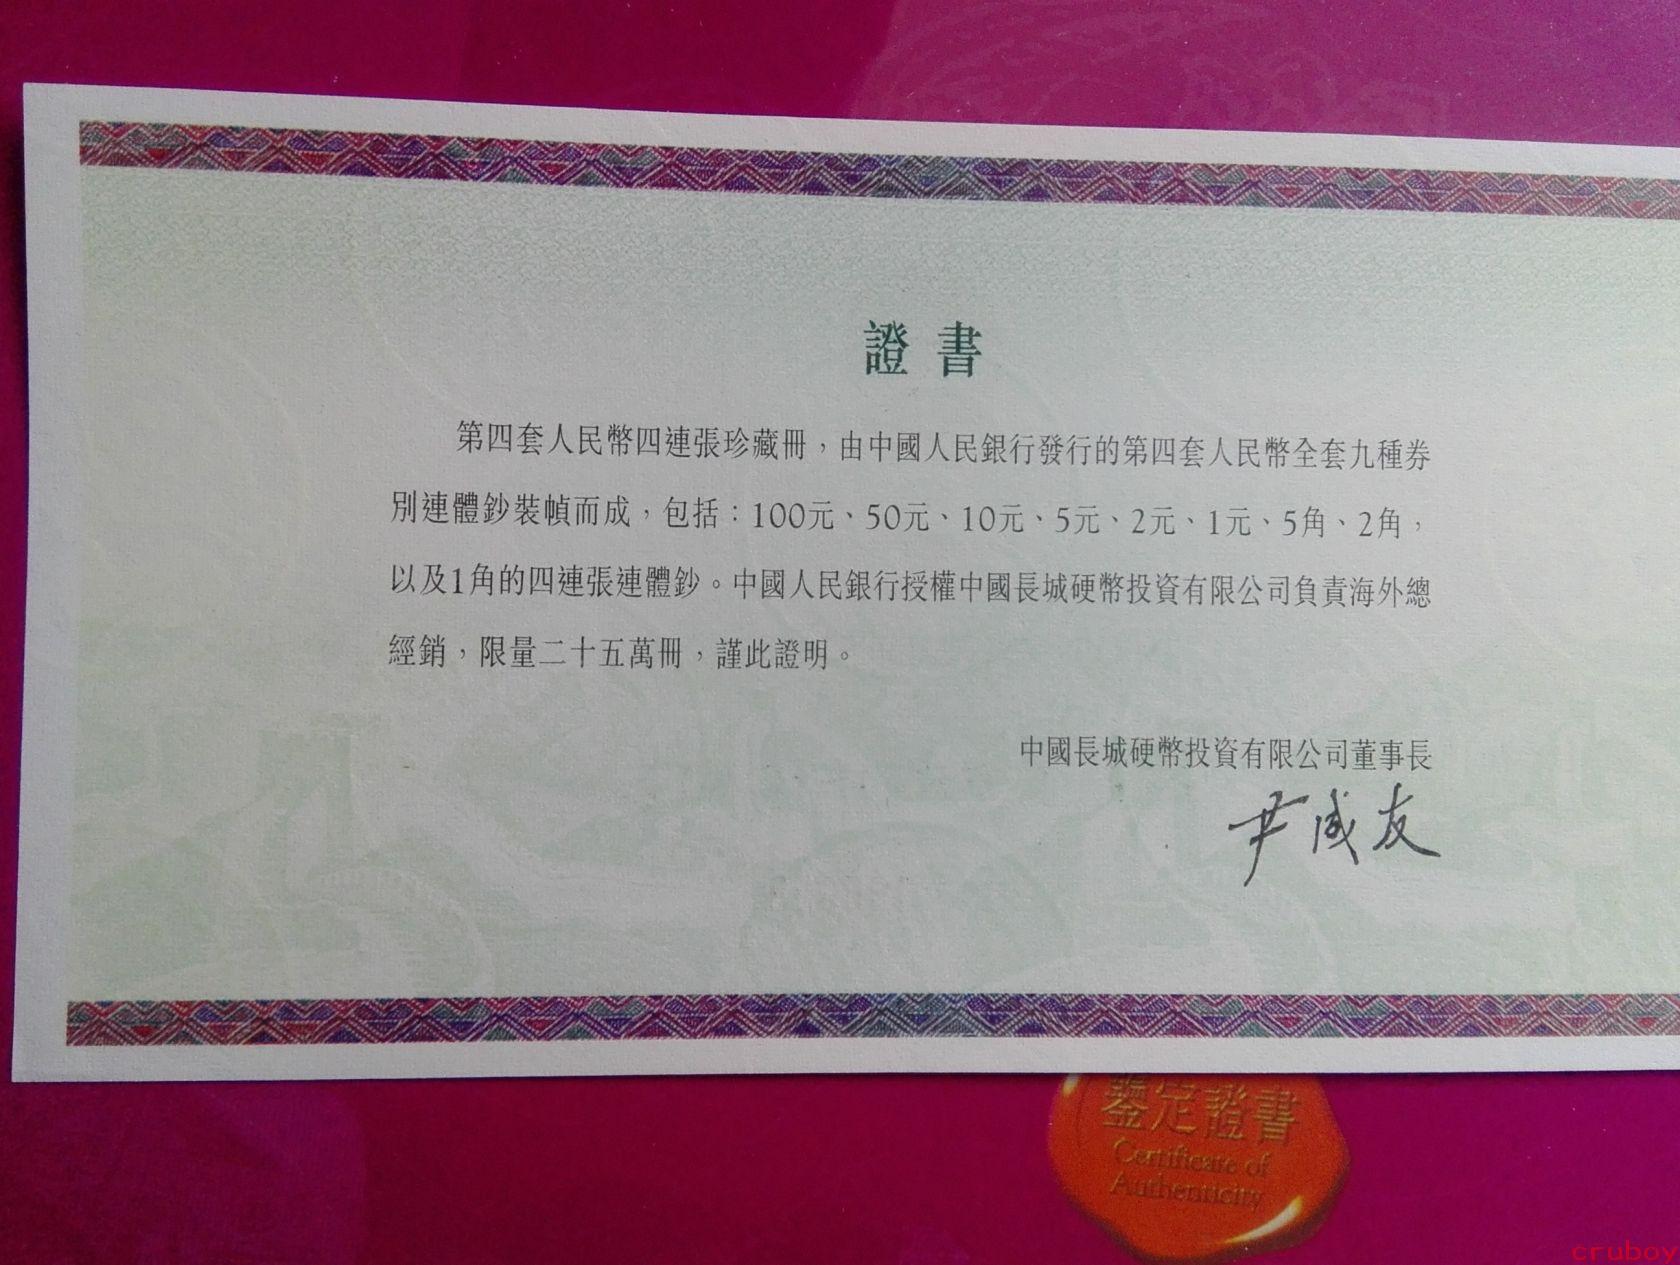 證書
第四套人民幣四連張珍藏冊，由中國人民銀行發行的第四套人民幣全套九種券
別連體鈔裝幀而成，包括：100元、50元、10元、5元、2元、1元、5角、2角，
以及1角的四連張連體鈔。中國人民銀行授權中國長城硬幣投資有限公司負責海外總
經銷，限量二十五萬冊，謹此證明。
中國長城硬幣投資有限公司董事長
尹成友
鑒定證書
Certificate of
Authenticity
cruboy